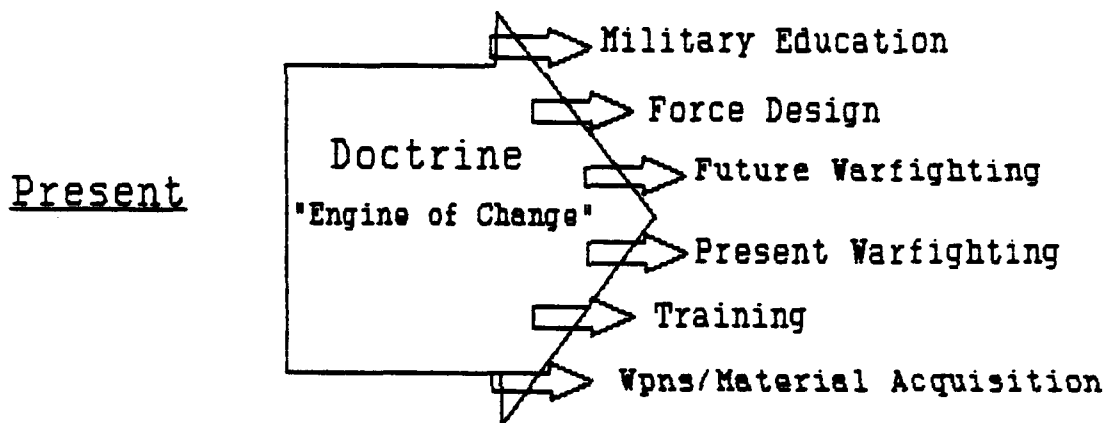 Military Education
Force Design
Doctrine
Future Warfighting
Present
"Engine of Change"
Present Warfighting
Training
Wpns/Material Acquisition